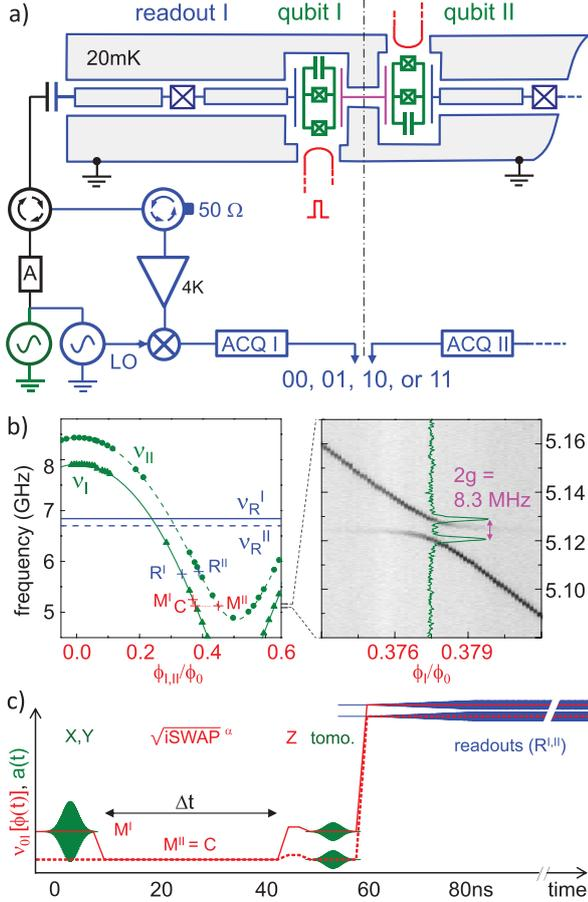 a)
readout I
qubit I
qubit II
20mK
50 Ω
A
4K
LO
ACQ I
ACQ II
00, 01, 10, or 11
b)
frequency (GHz)
8
7
6
5
ν_II
ν_I
ν_R^I
ν_R^II
R^I
R^II
M^I
C
M^II
0.0
0.2
0.4
0.6
ϕ_I,II/ϕ_0
2g =
8.3 MHz
5.16
5.14
5.12
5.10
0.376
0.379
ϕ_I/ϕ_0
c)
ν_0I[ϕ(t)], a(t)
X,Y
√iSWAP α
Z
tomo.
readouts (R^I,II)
Δt
M^I
M^II = C
0
20
40
60
80ns
time